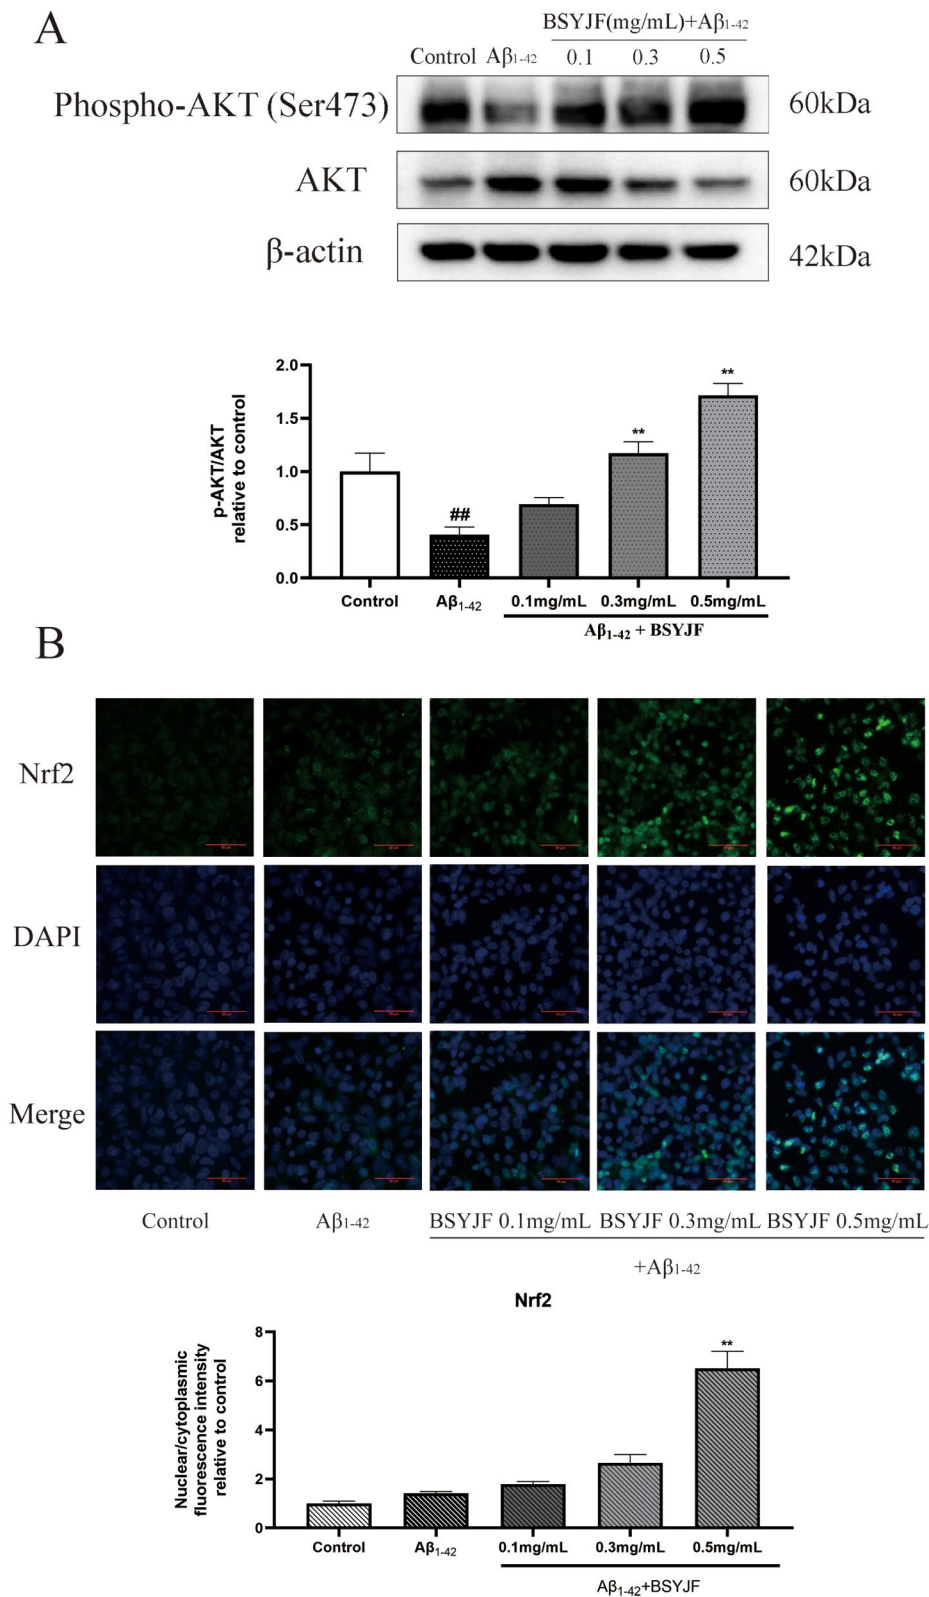 A
BSYJF(mg/mL)+Aβ1-42
Control Aβ1-42 0.1 0.3 0.5
Phospho-AKT (Ser473) 60kDa
AKT 60kDa
β-actin 42kDa
2.0
1.5
1.0
0.5
0.0
p-AKT/AKT
relative to control
##
**
**
Control Aβ1-42 0.1mg/mL 0.3mg/mL 0.5mg/mL
Aβ1-42 + BSYJF
B
Nrf2
DAPI
Merge
Control Aβ1-42 BSYJF 0.1mg/mL BSYJF 0.3mg/mL BSYJF 0.5mg/mL
+Aβ1-42
Nrf2
8
6
4
2
0
Nuclear/cytoplasmic
fluorescence intensity
relative to control
**
Control Aβ1-42 0.1mg/mL 0.3mg/mL 0.5mg/mL
Aβ1-42+BSYJF